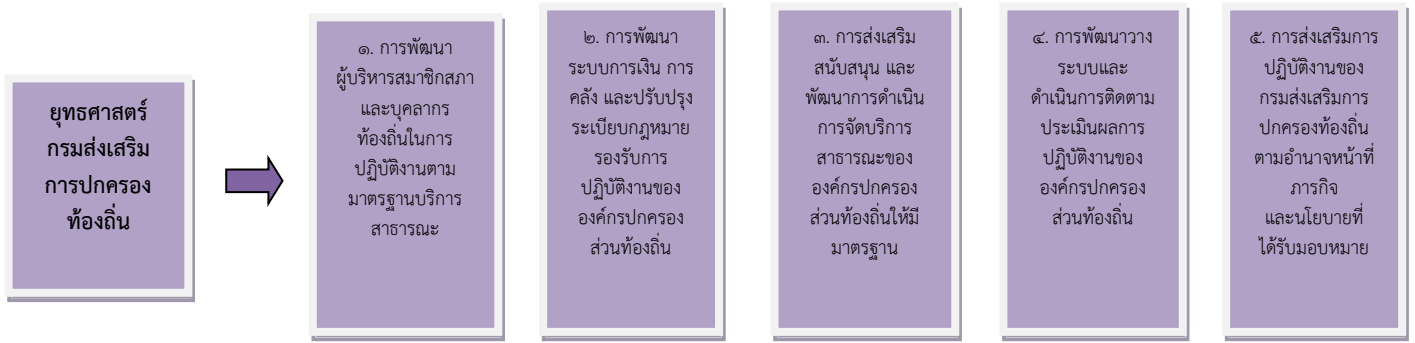 ยุทธศาสตร์
กรมส่งเสริม
การปกครอง
ท้องถิ่น
๑. การพัฒนา
ผู้บริหารสมาชิกสภา
และบุคลากร
ท้องถิ่นในการ
ปฏิบัติงานตาม
มาตรฐานบริการ
สาธารณะ
๒. การพัฒนา
ระบบการเงิน การ
คลัง และปรับปรุง
ระเบียบกฎหมาย
รองรับการ
ปฏิบัติงานของ
องค์กรปกครอง
ส่วนท้องถิ่น
๓. การส่งเสริม
สนับสนุน และ
พัฒนาการดำเนิน
การจัดบริการ
สาธารณะของ
องค์กรปกครอง
ส่วนท้องถิ่นให้มี
มาตรฐาน
๔. การพัฒนาวาง
ระบบและ
ดำเนินการติดตาม
ประเมินผลการ
ปฏิบัติงานของ
องค์กรปกครอง
ส่วนท้องถิ่น
๕. การส่งเสริมการ
ปฏิบัติงานของ
กรมส่งเสริมการ
ปกครองท้องถิ่น
ตามอำนาจหน้าที่
ภารกิจ
และนโยบายที่
ได้รับมอบหมาย